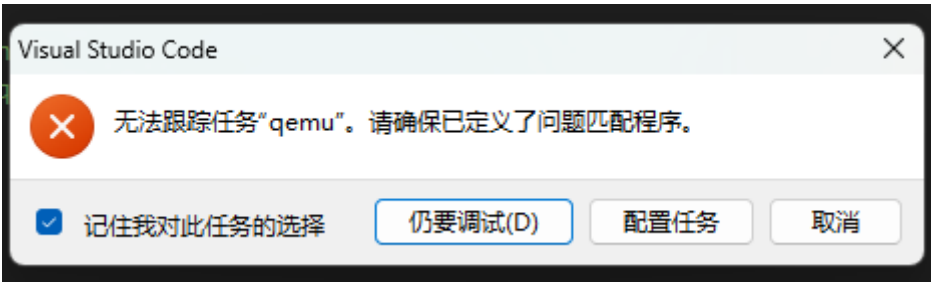 Visual Studio Code
无法跟踪任务“qemu”。请确保已定义了问题匹配程序。
记住我对此任务的选择
仍要调试(D)
配置任务
取消